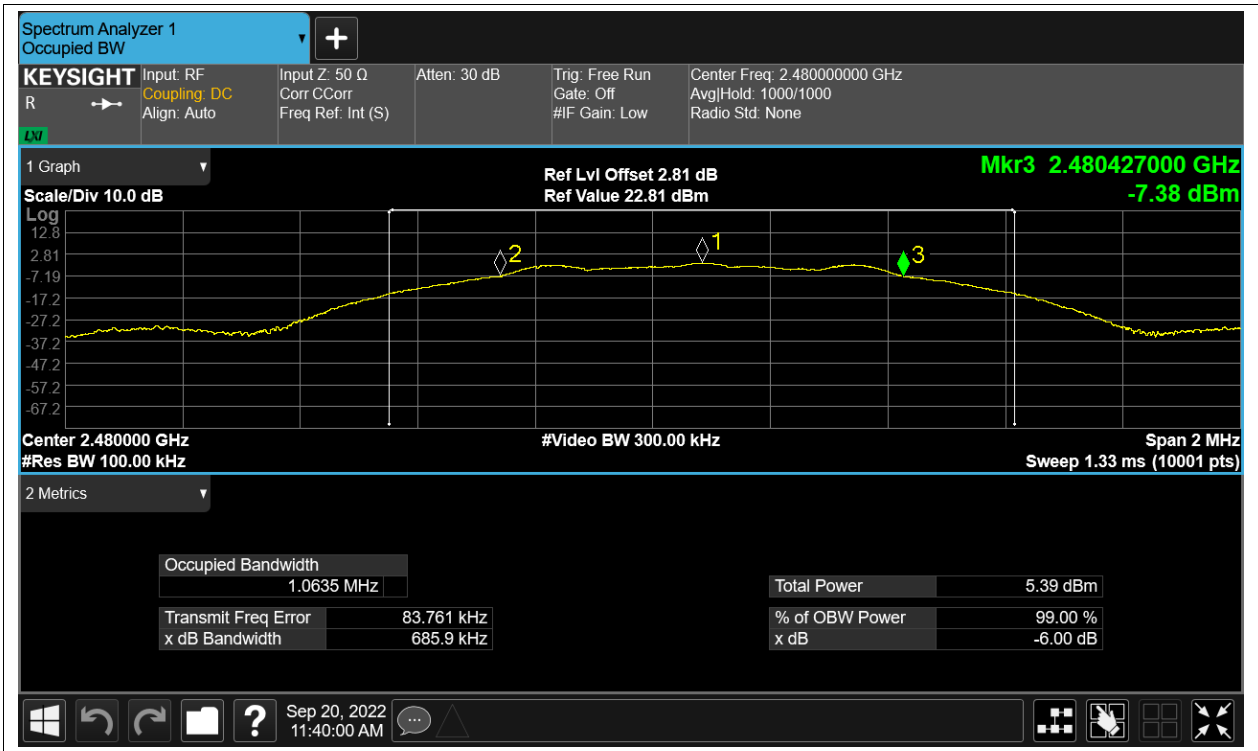 Spectrum Analyzer 1
Occupied BW
KEYSIGHT
R
LXI
Input: RF
Coupling: DC
Align: Auto
Input Z: 50 Ω
Corr CCorr
Freq Ref: Int (S)
Atten: 30 dB
Trig: Free Run
Gate: Off
#IF Gain: Low
Center Freq: 2.480000000 GHz
Avg|Hold: 1000/1000
Radio Std: None
1 Graph
Ref Lvl Offset 2.81 dB
Mkr3 2.480427000 GHz
Scale/Div 10.0 dB
Ref Value 22.81 dBm
-7.38 dBm
Log
12.8
2.81
-7.19
-17.2
-27.2
-37.2
-47.2
-57.2
-67.2
2
1
3
Center 2.480000 GHz
#Video BW 300.00 kHz
Span 2 MHz
#Res BW 100.00 kHz
Sweep 1.33 ms (10001 pts)
2 Metrics
Occupied Bandwidth
1.0635 MHz
Total Power 5.39 dBm
Transmit Freq Error 83.761 kHz
% of OBW Power 99.00 %
x dB Bandwidth 685.9 kHz
x dB -6.00 dB
Sep 20, 2022
11:40:00 AM